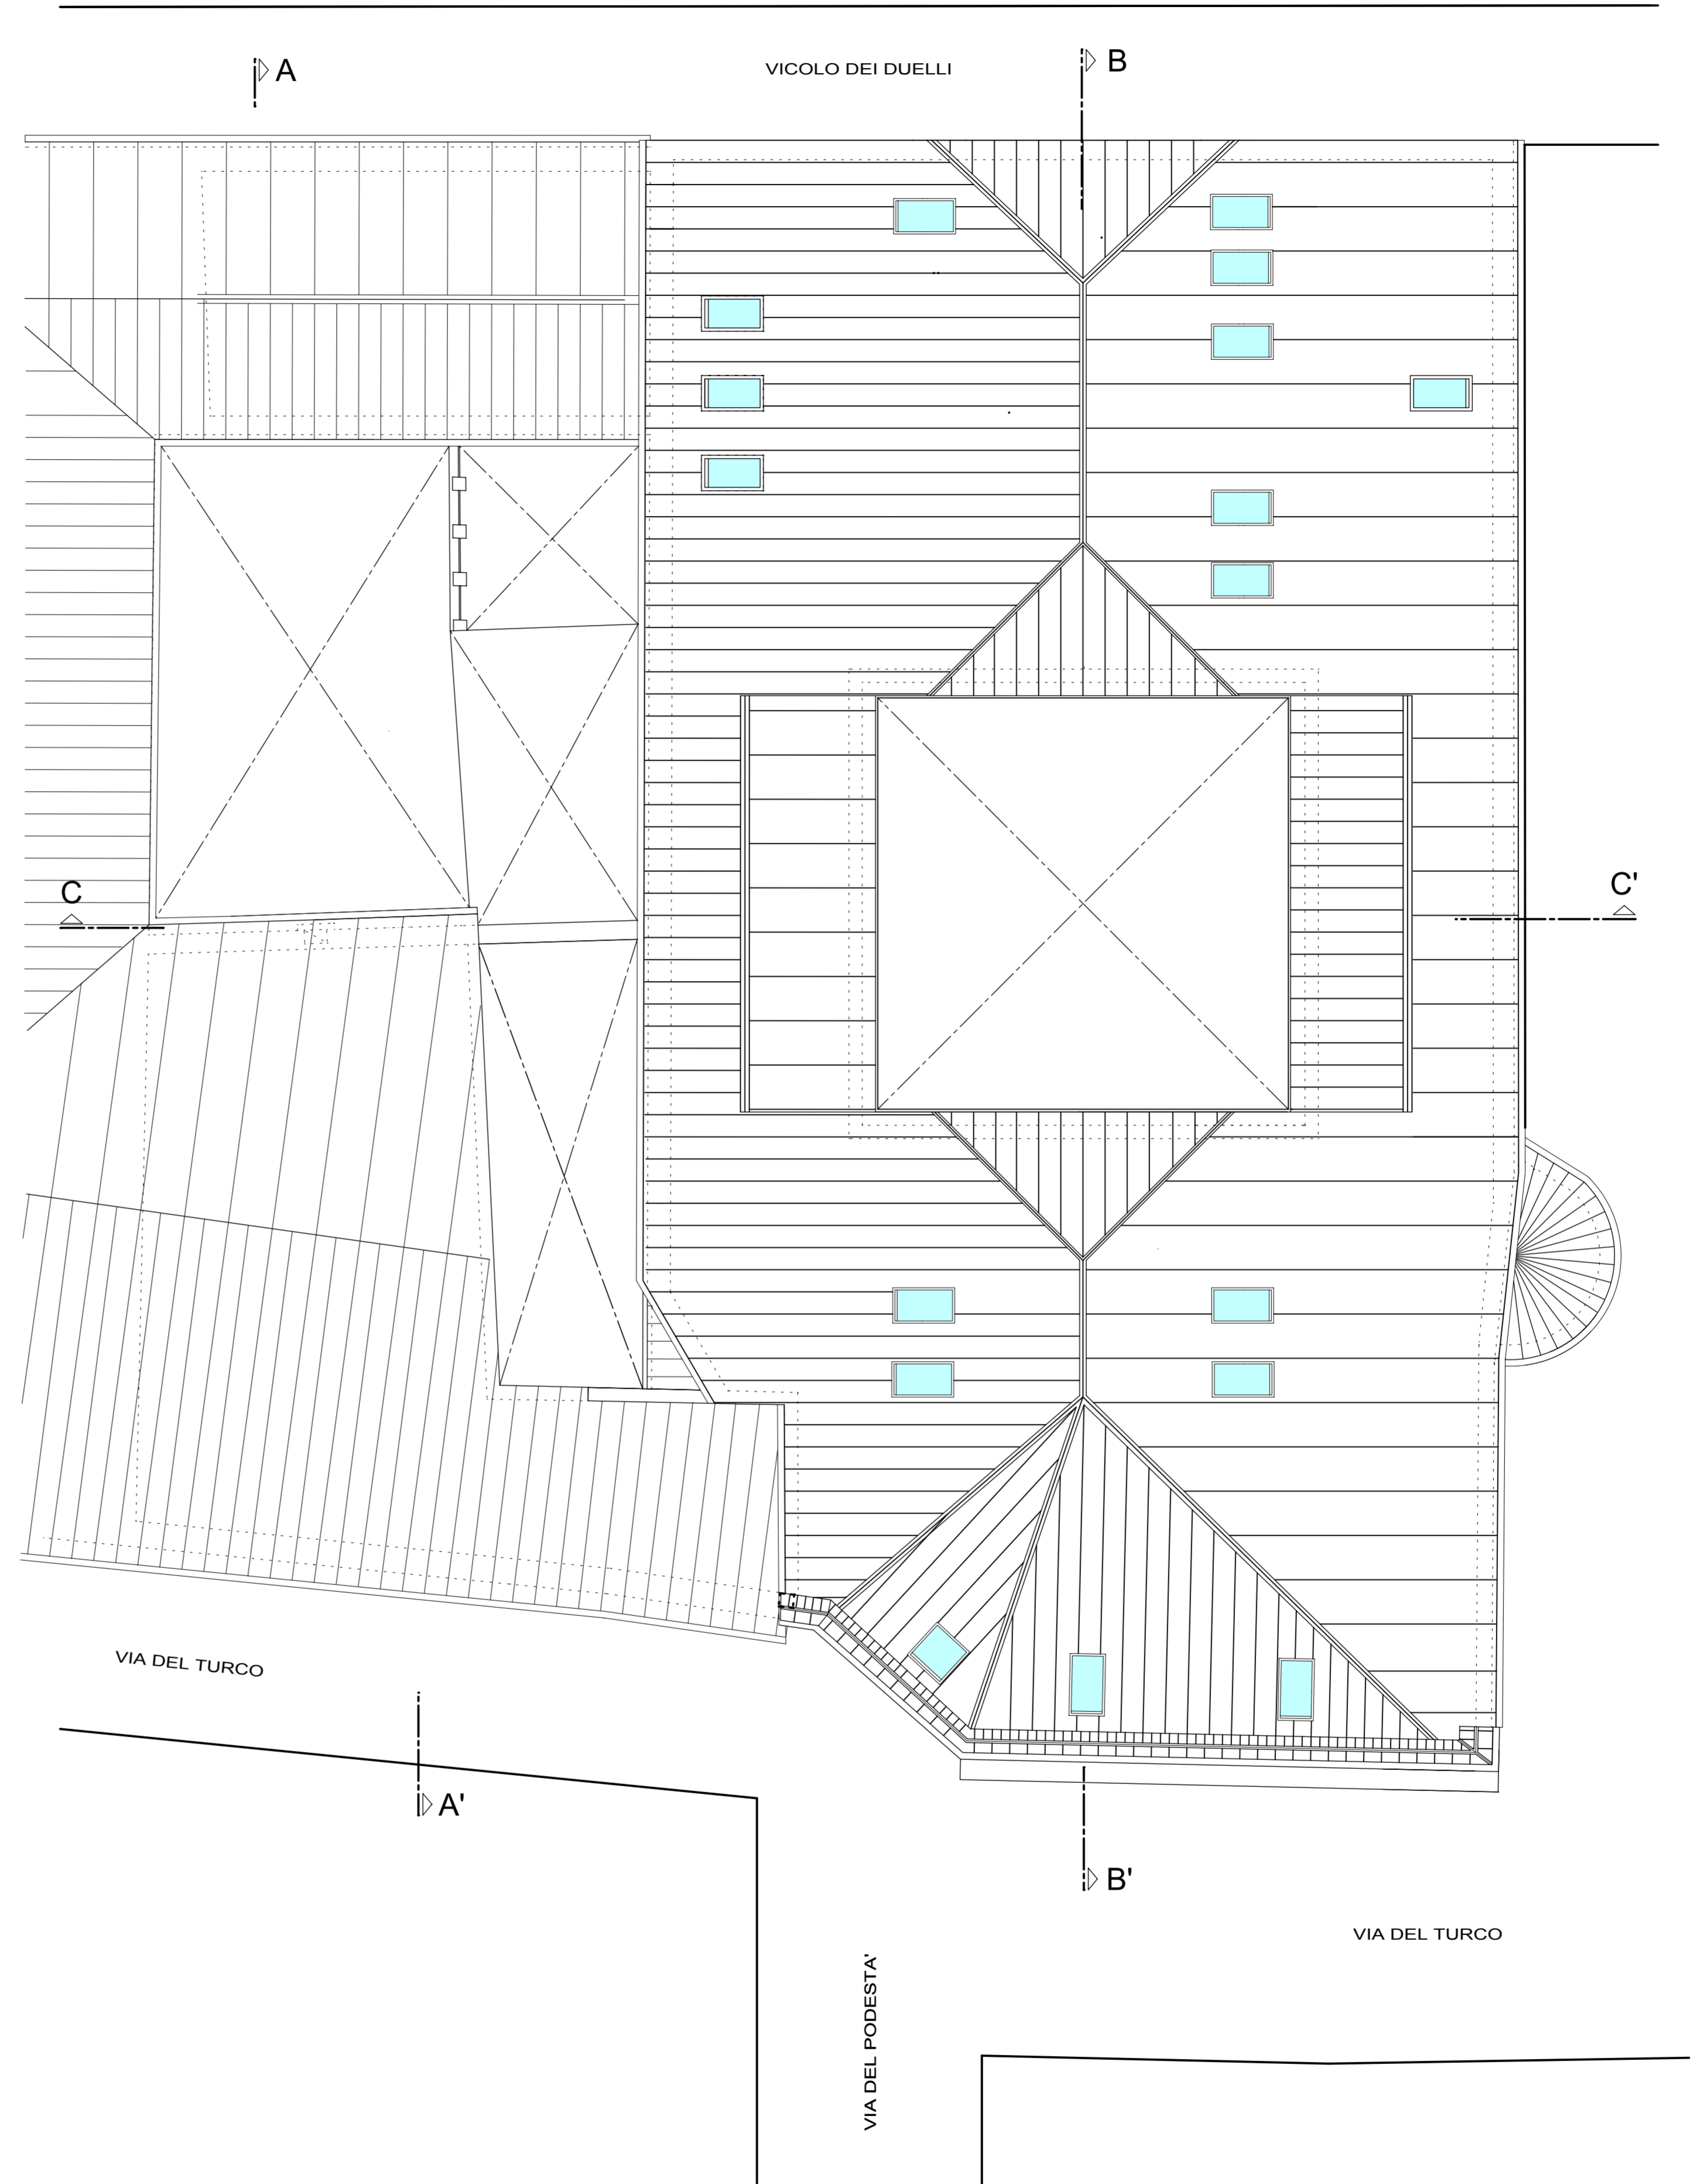 A
VICOLO DEI DUELLI
B
C
C'
VIA DEL TURCO
A'
B'
VIA DEL TURCO
VIA DEL PODESTA'